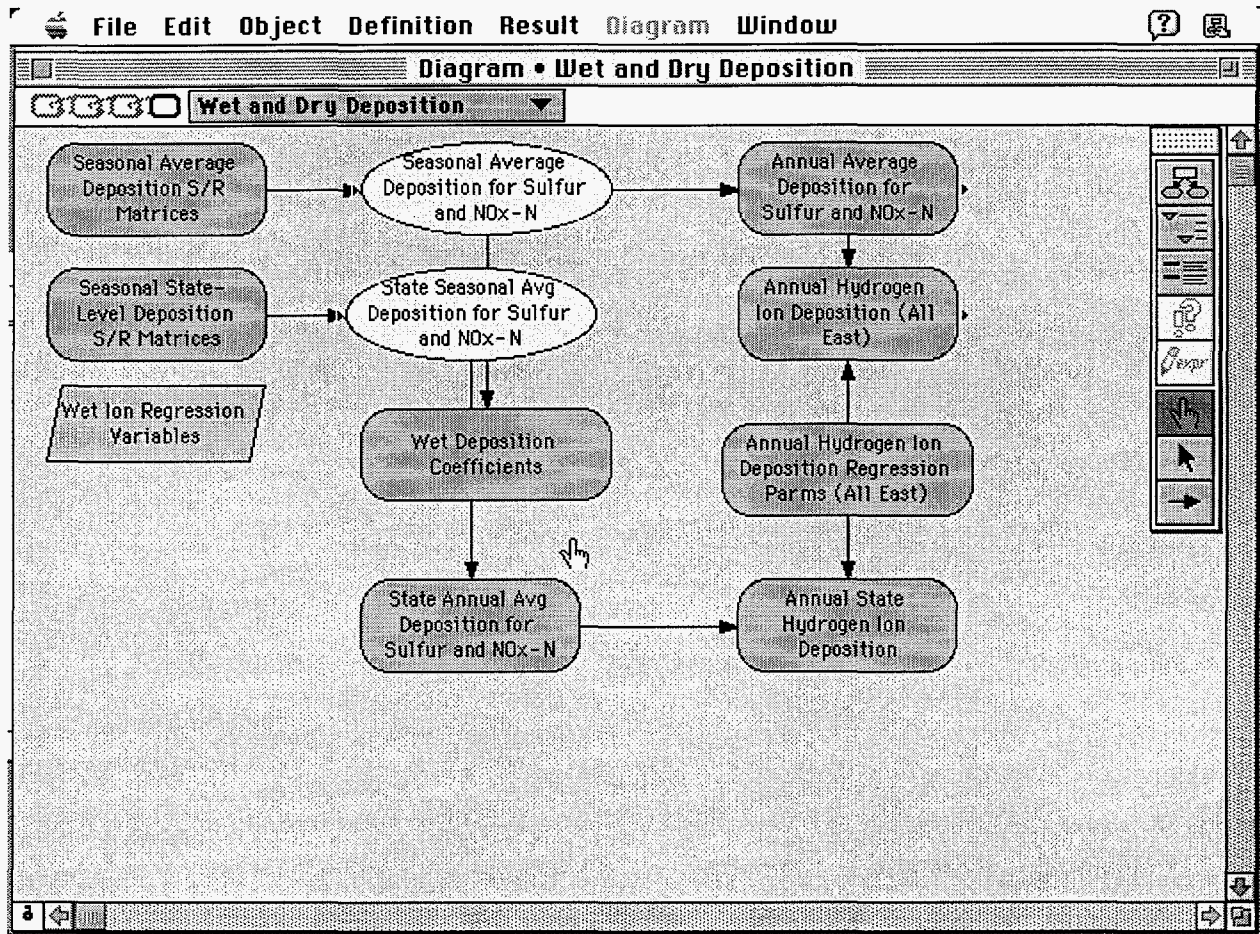 File Edit Object Definition Result Diagram Window
Diagram • Wet and Dry Deposition
Wet and Dry Deposition
Seasonal Average
Deposition S/R
Matrices
Seasonal Average
Deposition for Sulfur
and NOx-N
Annual Average
Deposition for
Sulfur and NOx-N
Seasonal State-
Level Deposition
S/R Matrices
State Seasonal Avg
Deposition for Sulfur
and NOx-N
Annual Hydrogen
Ion Deposition (All
East)
Wet Ion Regression
Variables
Wet Deposition
Coefficients
Annual Hydrogen Ion
Deposition Regression
Parms (All East)
State Annual Avg
Deposition for
Sulfur and NOx-N
Annual State
Hydrogen Ion
Deposition
expr
a